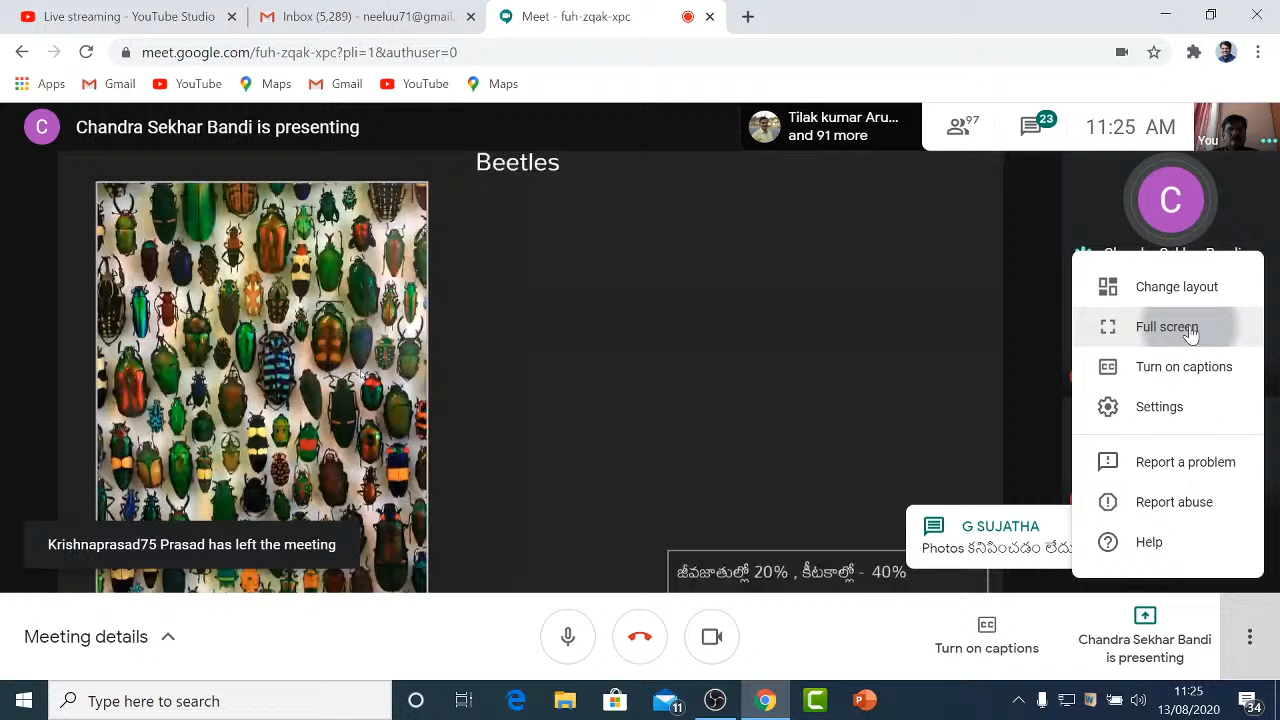 Live streaming - YouTube Studio
Inbox (5,289) - neeluu71@gmail.
Meet - fuh-zqak-xpc
meet.google.com/fuh-zqak-xpc?pli=1&authuser=0
Apps
Gmail
YouTube
Maps
Gmail
YouTube
Maps
C
Chandra Sekhar Bandi is presenting
Tilak kumar Aru...
and 91 more
97
23
11:25 AM
You
Beetles
C
Change layout
Full screen
Turn on captions
Settings
Report a problem
Report abuse
Help
G SUJATHA
Photos కనిపించడం లేదు
Krishnaprasad75 Prasad has left the meeting
జీవజాతుల్లో 20% , కీటకాల్లో - 40%
Meeting details
Turn on captions
Chandra Sekhar Bandi
is presenting
Type here to search
11
11:25
13/08/2020
34